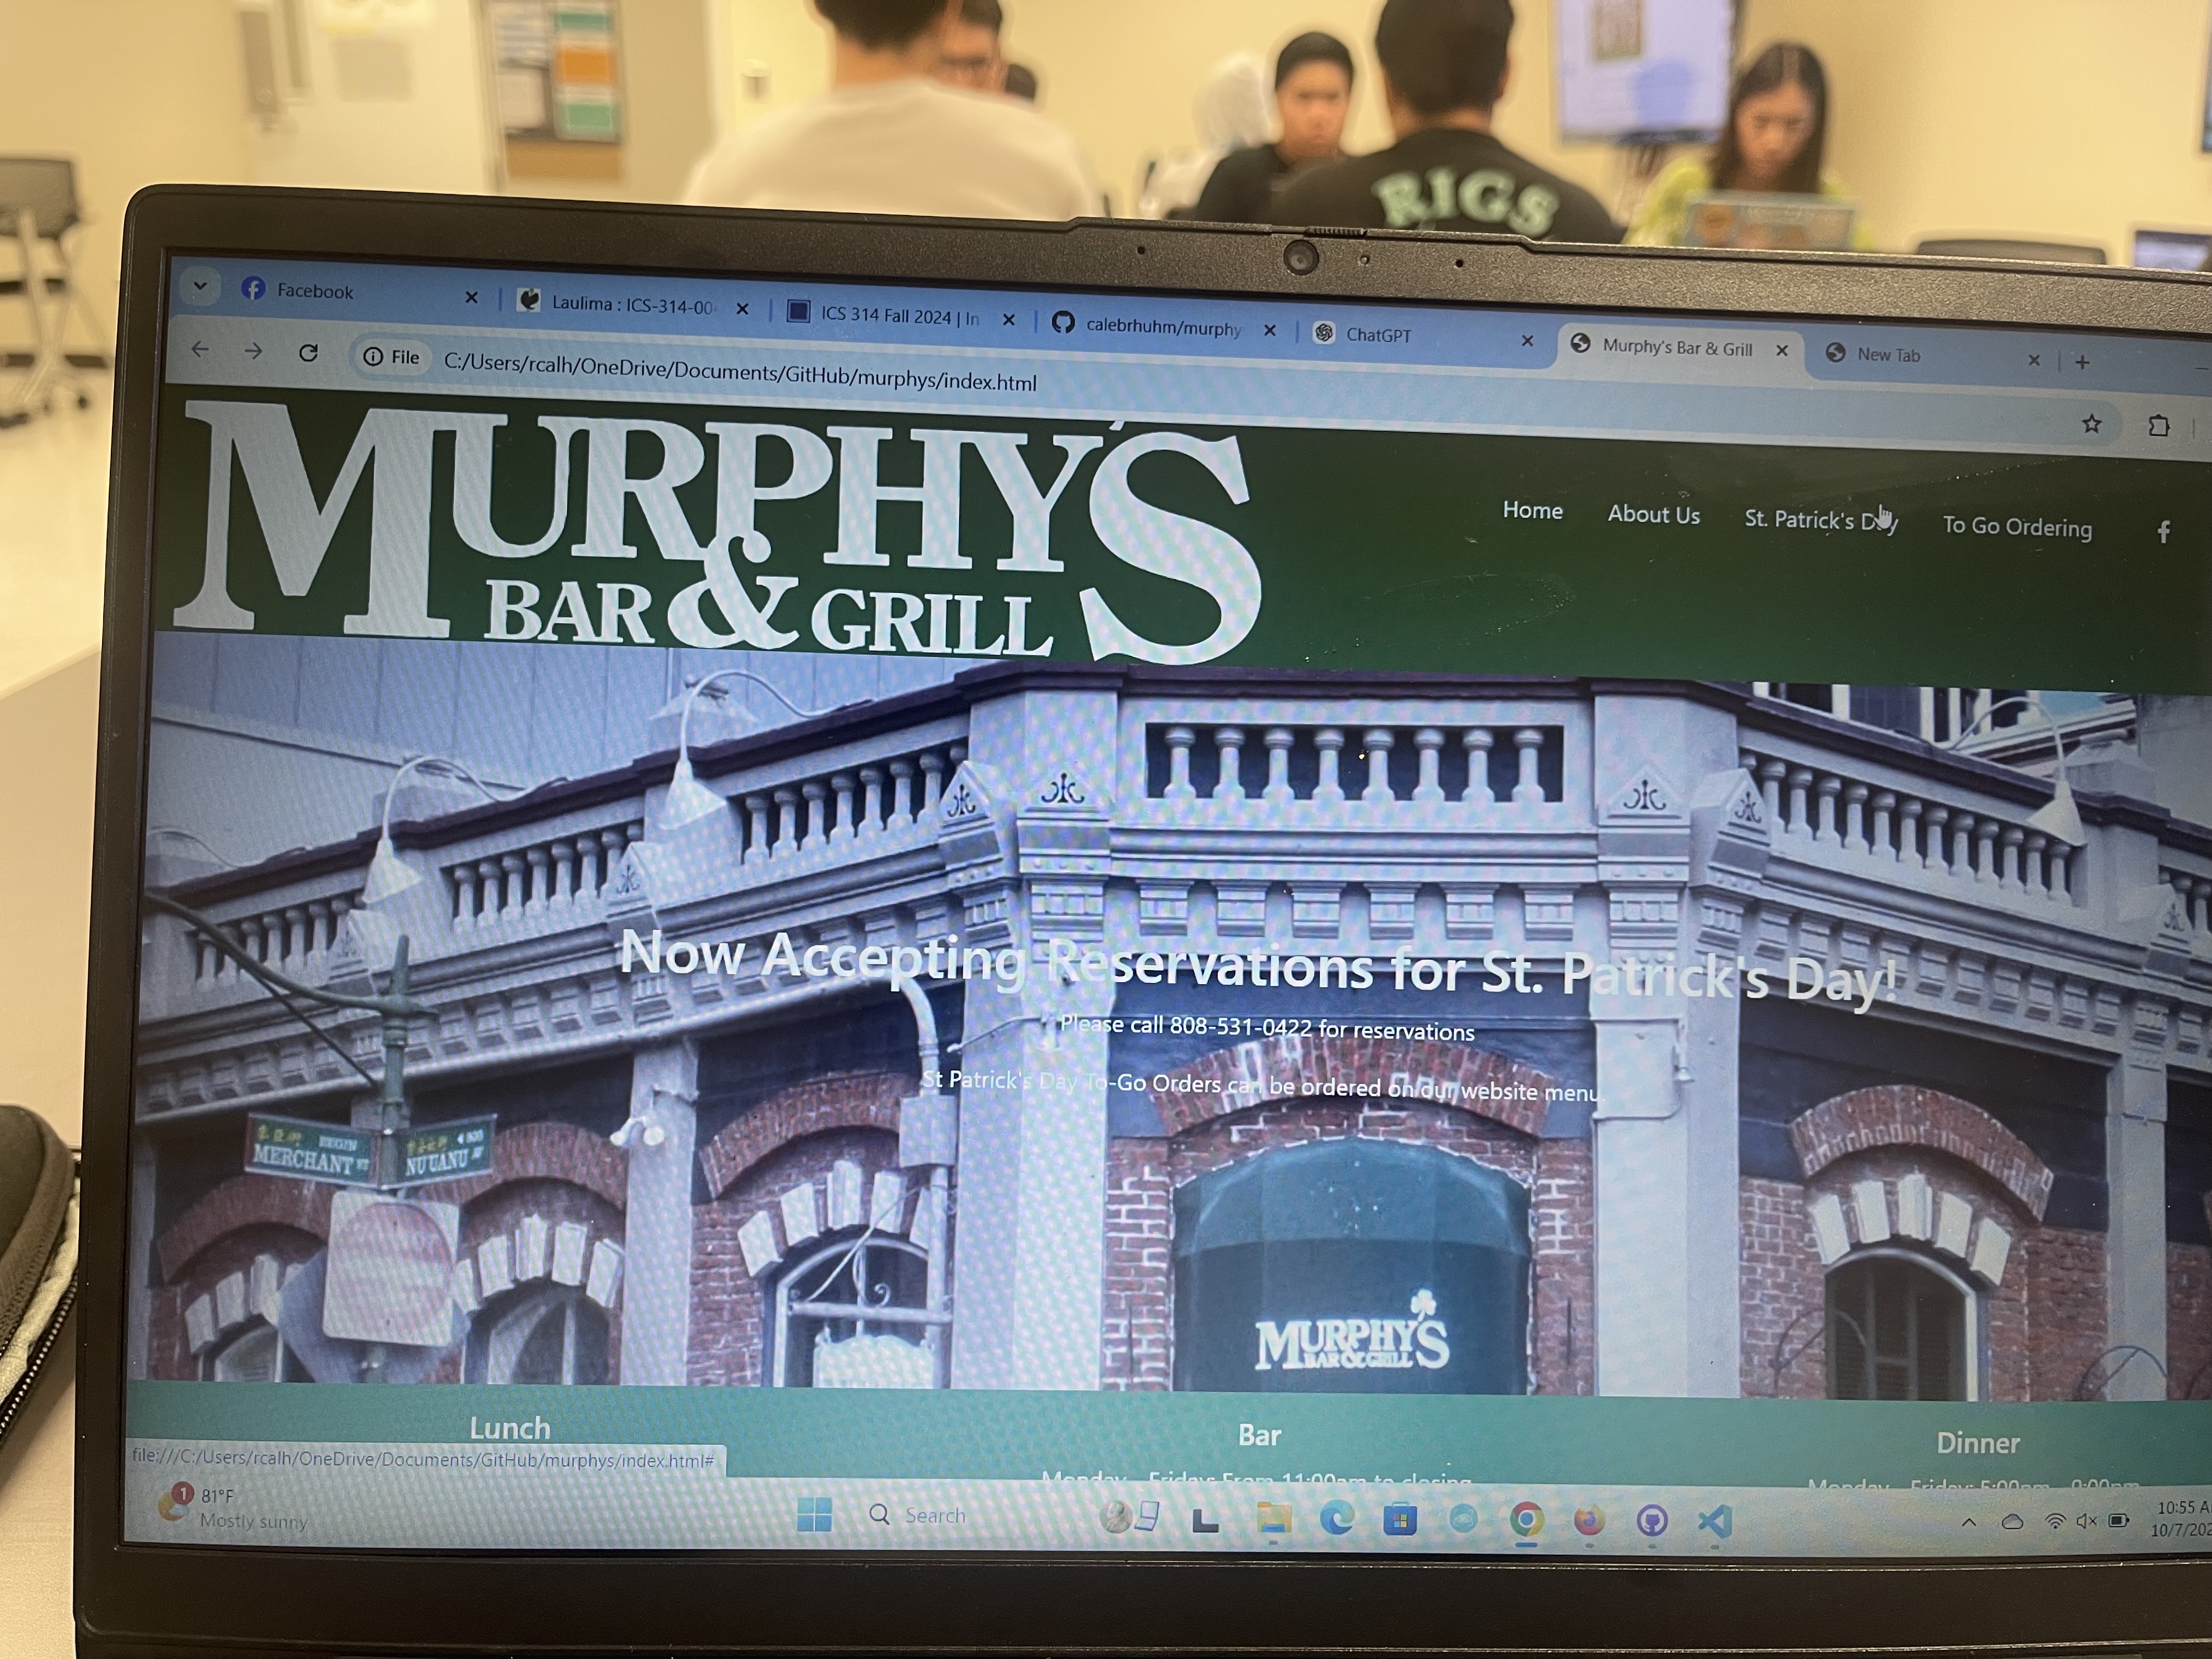 RIGS
Facebook
Laulima : ICS-314-00
ICS 314 Fall 2024 | In
calebrhuhm/murphy
ChatGPT
Murphy's Bar & Grill
New Tab
File
C:/Users/rcalh/OneDrive/Documents/GitHub/murphys/index.html
MURPHY'S
BAR & GRILL
Home
About Us
St. Patrick's Day
To Go Ordering
Now Accepting Reservations for St. Patrick's Day!
Please call 808-531-0422 for reservations
St Patrick's Day To-Go Orders can be ordered on our website menu.
BEGIN
MERCHANT ST
NUUANU AV
MURPHY'S
BAR & GRILL
Lunch
Bar
Dinner
Monday - Friday: From 11:00am to closing
Monday - Friday: 5:00pm - 9:00pm
file:///C:/Users/rcalh/OneDrive/Documents/GitHub/murphys/index.html#
1
81°F
Mostly sunny
Search
10:55 A
10/7/202